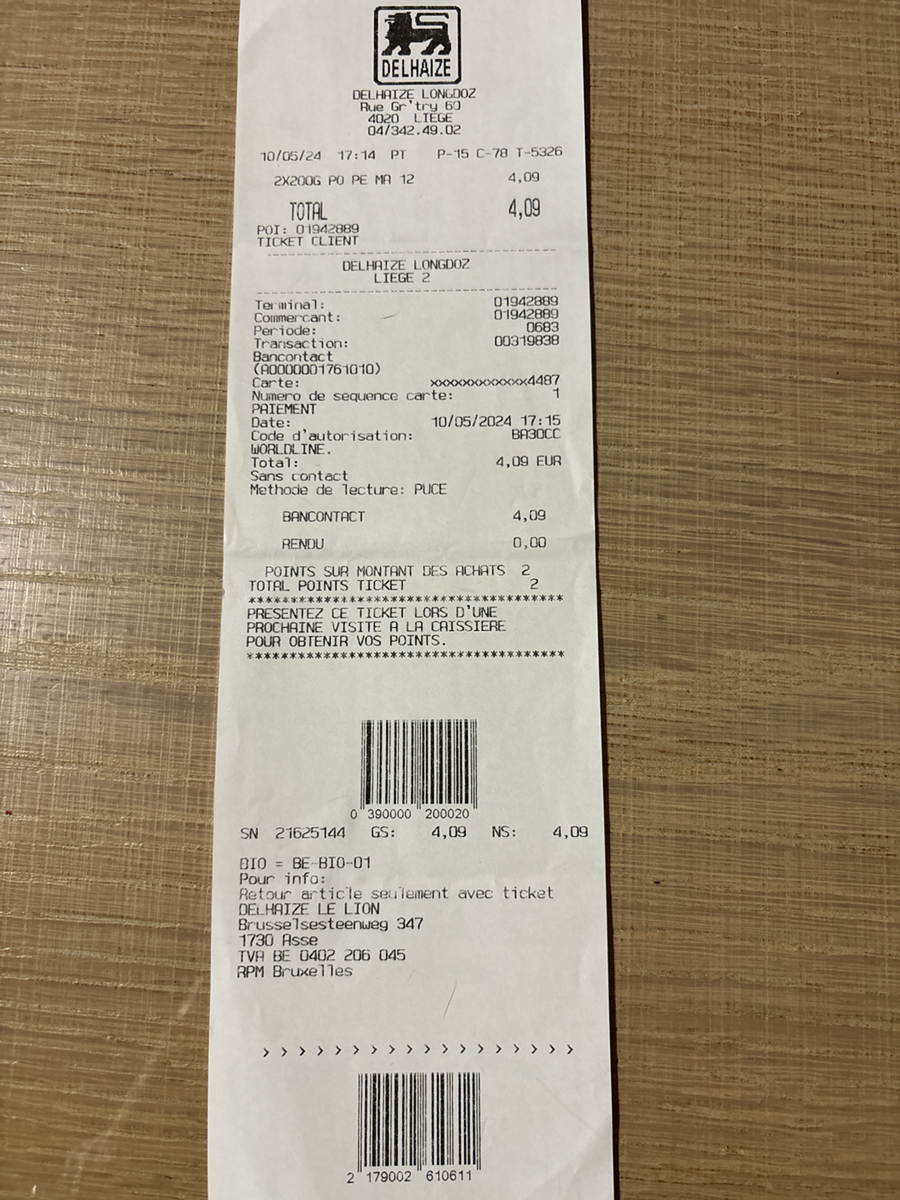 DELHAIZE
DELHAIZE LONGDOZ
Rue Gr'try 60
4020 LIEGE
04/342.49.02
10/05/24 17:14 PT P-15 C-78 T-5326
2X200G PO PE MA 12 4,09
TOTAL 4,09
POI: 01942889
TICKET CLIENT
DELHAIZE LONGDOZ
LIEGE 2
Terminal: 01942889
Commercant: 01942889
Periode: 0683
Transaction: 00319838
Bancontact
(A0000001761010)
Carte: xxxxxxxxxxxxx4487
Numero de sequence carte: 1
PAIEMENT
Date: 10/05/2024 17:15
Code d'autorisation: BA30CC
WORLDLINE.
Total: 4,09 EUR
Sans contact
Methode de lecture: PUCE
BANCONTACT 4,09
RENDU 0,00
POINTS SUR MONTANT DES ACHATS 2
TOTAL POINTS TICKET 2
************************************
PRESENTEZ CE TICKET LORS D'UNE
PROCHAINE VISITE A LA CAISSIERE
POUR OBTENIR VOS POINTS.
************************************
0 390000 200020
SN 21625144 GS: 4,09 NS: 4,09
BIO = BE-BIO-01
Pour info:
Retour article seulement avec ticket
DELHAIZE LE LION
Brusselsesteenweg 347
1730 Asse
TVA BE 0402 206 045
RPM Bruxelles
> > > > > > > > > > > > > > > > > >
2 179002 610611